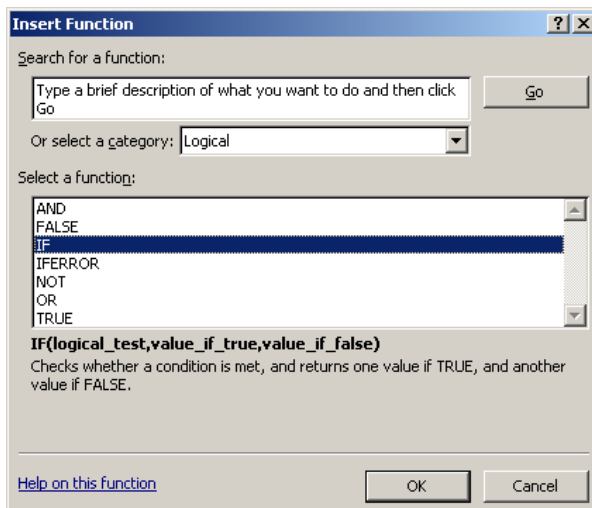 Insert Function
Search for a function:
Type a brief description of what you want to do and then click
Go
Go
Or select a category: Logical
Select a function:
AND
FALSE
IF
IFERROR
NOT
OR
TRUE
IF(logical_test,value_if_true,value_if_false)
Checks whether a condition is met, and returns one value if TRUE, and another
value if FALSE.
Help on this function
OK
Cancel